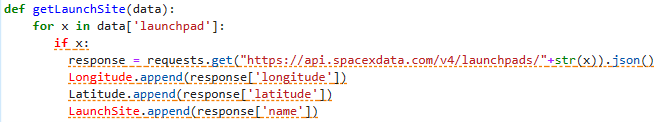 def getLaunchSite(data):
    for x in data['launchpad']:
       if x:
         response = requests.get("https://api.spacexdata.com/v4/launchpads/"+str(x)).json()
         Longitude.append(response['longitude'])
         Latitude.append(response['latitude'])
         LaunchSite.append(response['name'])